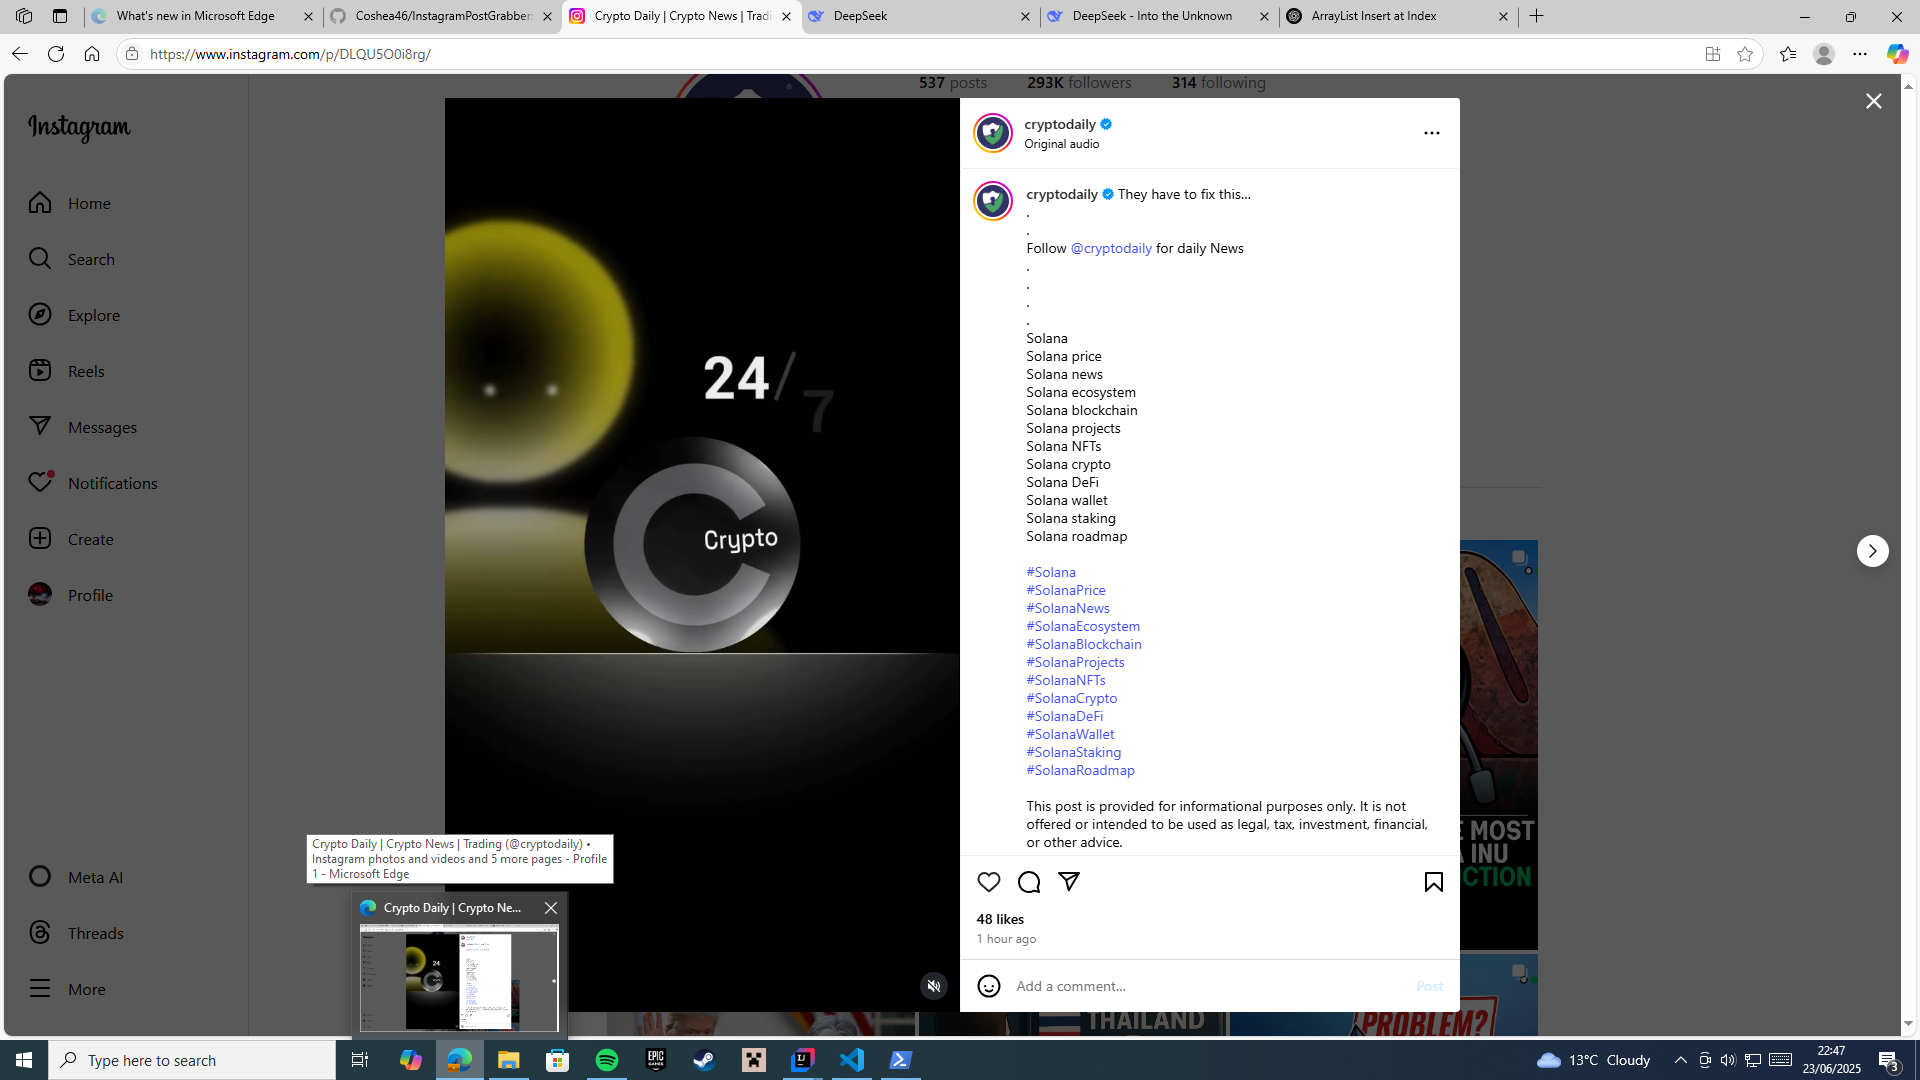 What's new in Microsoft Edge
Coshea46/InstagramPostGrabber:
Crypto Daily | Crypto News | Tradi
DeepSeek
DeepSeek - Into the Unknown
ArrayList Insert at Index
https://www.instagram.com/p/DLQU5O0i8rg/
537 posts
293K followers
314 following
Instagram
Home
Search
Explore
Reels
Messages
Notifications
Create
Profile
Meta AI
Threads
More
24/7
Crypto
cryptodaily
Original audio
cryptodaily They have to fix this...
.
.
Follow @cryptodaily for daily News
.
.
.
.
Solana
Solana price
Solana news
Solana ecosystem
Solana blockchain
Solana projects
Solana NFTs
Solana crypto
Solana DeFi
Solana wallet
Solana staking
Solana roadmap
#Solana
#SolanaPrice
#SolanaNews
#SolanaEcosystem
#SolanaBlockchain
#SolanaProjects
#SolanaNFTs
#SolanaCrypto
#SolanaDeFi
#SolanaWallet
#SolanaStaking
#SolanaRoadmap
This post is provided for informational purposes only. It is not
offered or intended to be used as legal, tax, investment, financial,
or other advice.
48 likes
1 hour ago
Add a comment...
Post
MOST
INU
THAILAND
PROBLEM?
Crypto Daily | Crypto News | Trading (@cryptodaily) •
Instagram photos and videos and 5 more pages - Profile
1 - Microsoft Edge
Crypto Daily | Crypto Ne...
Type here to search
EPIC
GAMES
13°C Cloudy
22:47
23/06/2025
3